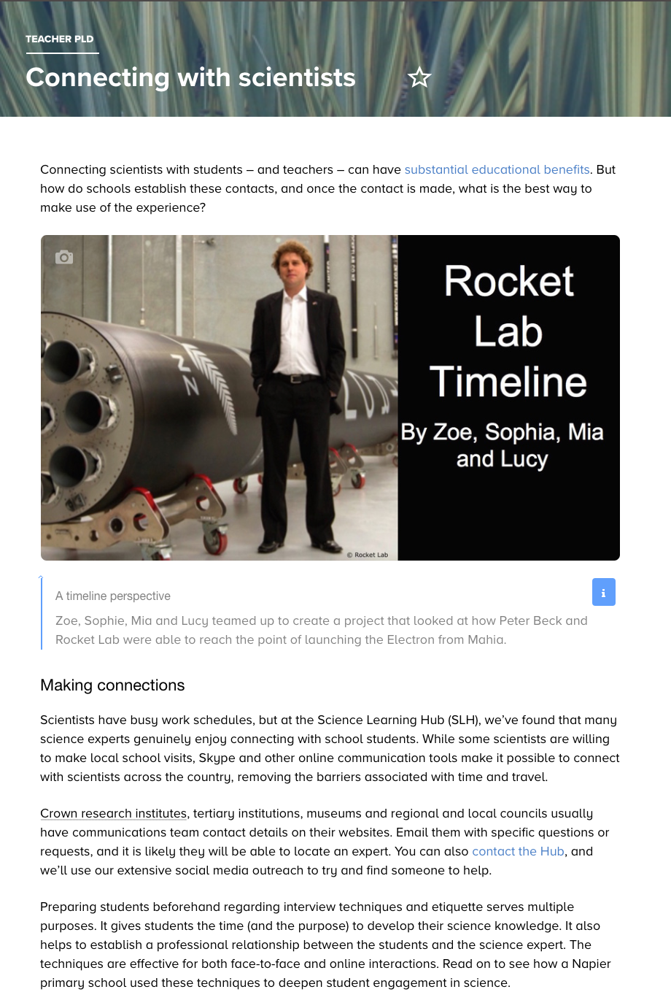 TEACHER PLD
Connecting with scientists
Connecting scientists with students – and teachers – can have substantial educational benefits. But
how do schools establish these contacts, and once the contact is made, what is the best way to
make use of the experience?
NZ
Rocket
Lab
Timeline
By Zoe, Sophia, Mia
and Lucy
© Rocket Lab
A timeline perspective
i
Zoe, Sophie, Mia and Lucy teamed up to create a project that looked at how Peter Beck and
Rocket Lab were able to reach the point of launching the Electron from Mahia.
Making connections
Scientists have busy work schedules, but at the Science Learning Hub (SLH), we’ve found that many
science experts genuinely enjoy connecting with school students. While some scientists are willing
to make local school visits, Skype and other online communication tools make it possible to connect
with scientists across the country, removing the barriers associated with time and travel.
Crown research institutes, tertiary institutions, museums and regional and local councils usually
have communications team contact details on their websites. Email them with specific questions or
requests, and it is likely they will be able to locate an expert. You can also contact the Hub, and
we’ll use our extensive social media outreach to try and find someone to help.
Preparing students beforehand regarding interview techniques and etiquette serves multiple
purposes. It gives students the time (and the purpose) to develop their science knowledge. It also
helps to establish a professional relationship between the students and the science expert. The
techniques are effective for both face-to-face and online interactions. Read on to see how a Napier
primary school used these techniques to deepen student engagement in science.